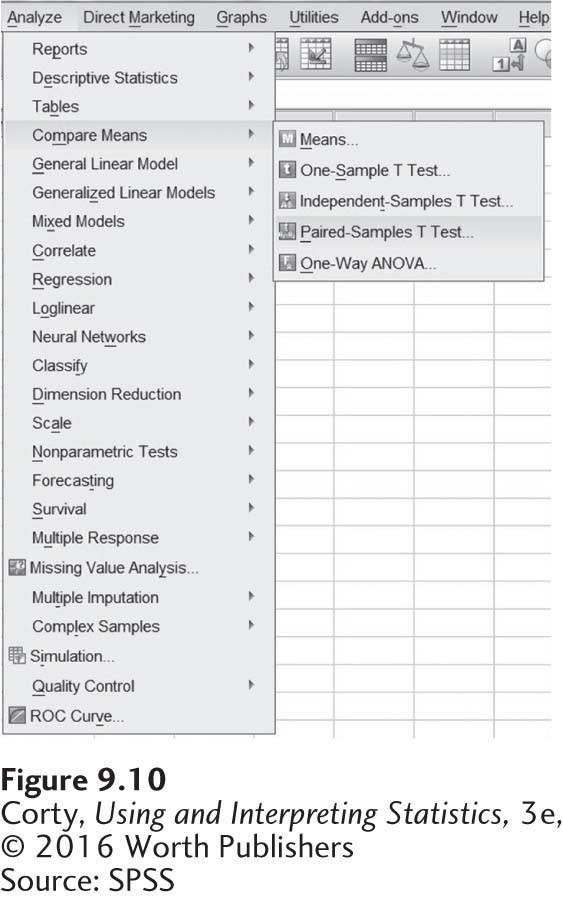 Analyze Direct Marketing Graphs Utilities Add-ons Window Help
Reports
Descriptive Statistics
Tables
Compare Means
General Linear Model
Generalized Linear Models
Mixed Models
Correlate
Regression
Loglinear
Neural Networks
Classify
Dimension Reduction
Scale
Nonparametric Tests
Forecasting
Survival
Multiple Response
Missing Value Analysis...
Multiple Imputation
Complex Samples
Simulation...
Quality Control
ROC Curve...
Means...
One-Sample T Test...
Independent-Samples T Test...
Paired-Samples T Test...
One-Way ANOVA...
Figure 9.10
Corty, Using and Interpreting Statistics, 3e,
© 2016 Worth Publishers
Source: SPSS